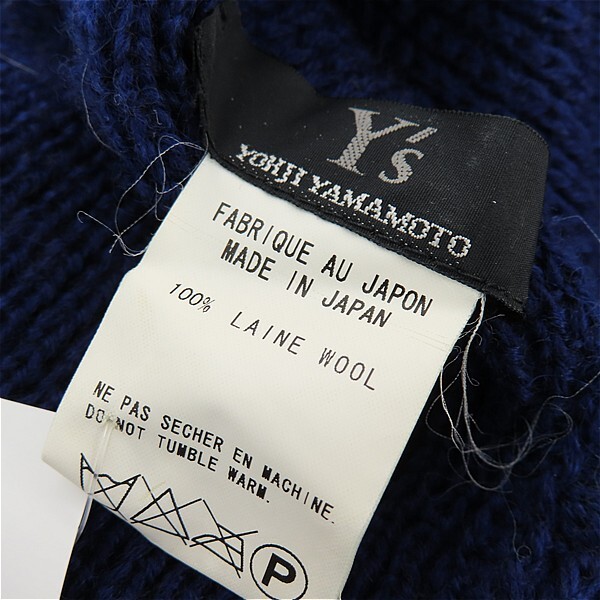 Y's
YOHJI YAMAMOTO
FABRIQUE AU JAPON
MADE IN JAPAN
100% LAINE WOOL
NE PAS SECHER EN MACHINE.
DO NOT TUMBLE WARM.
P